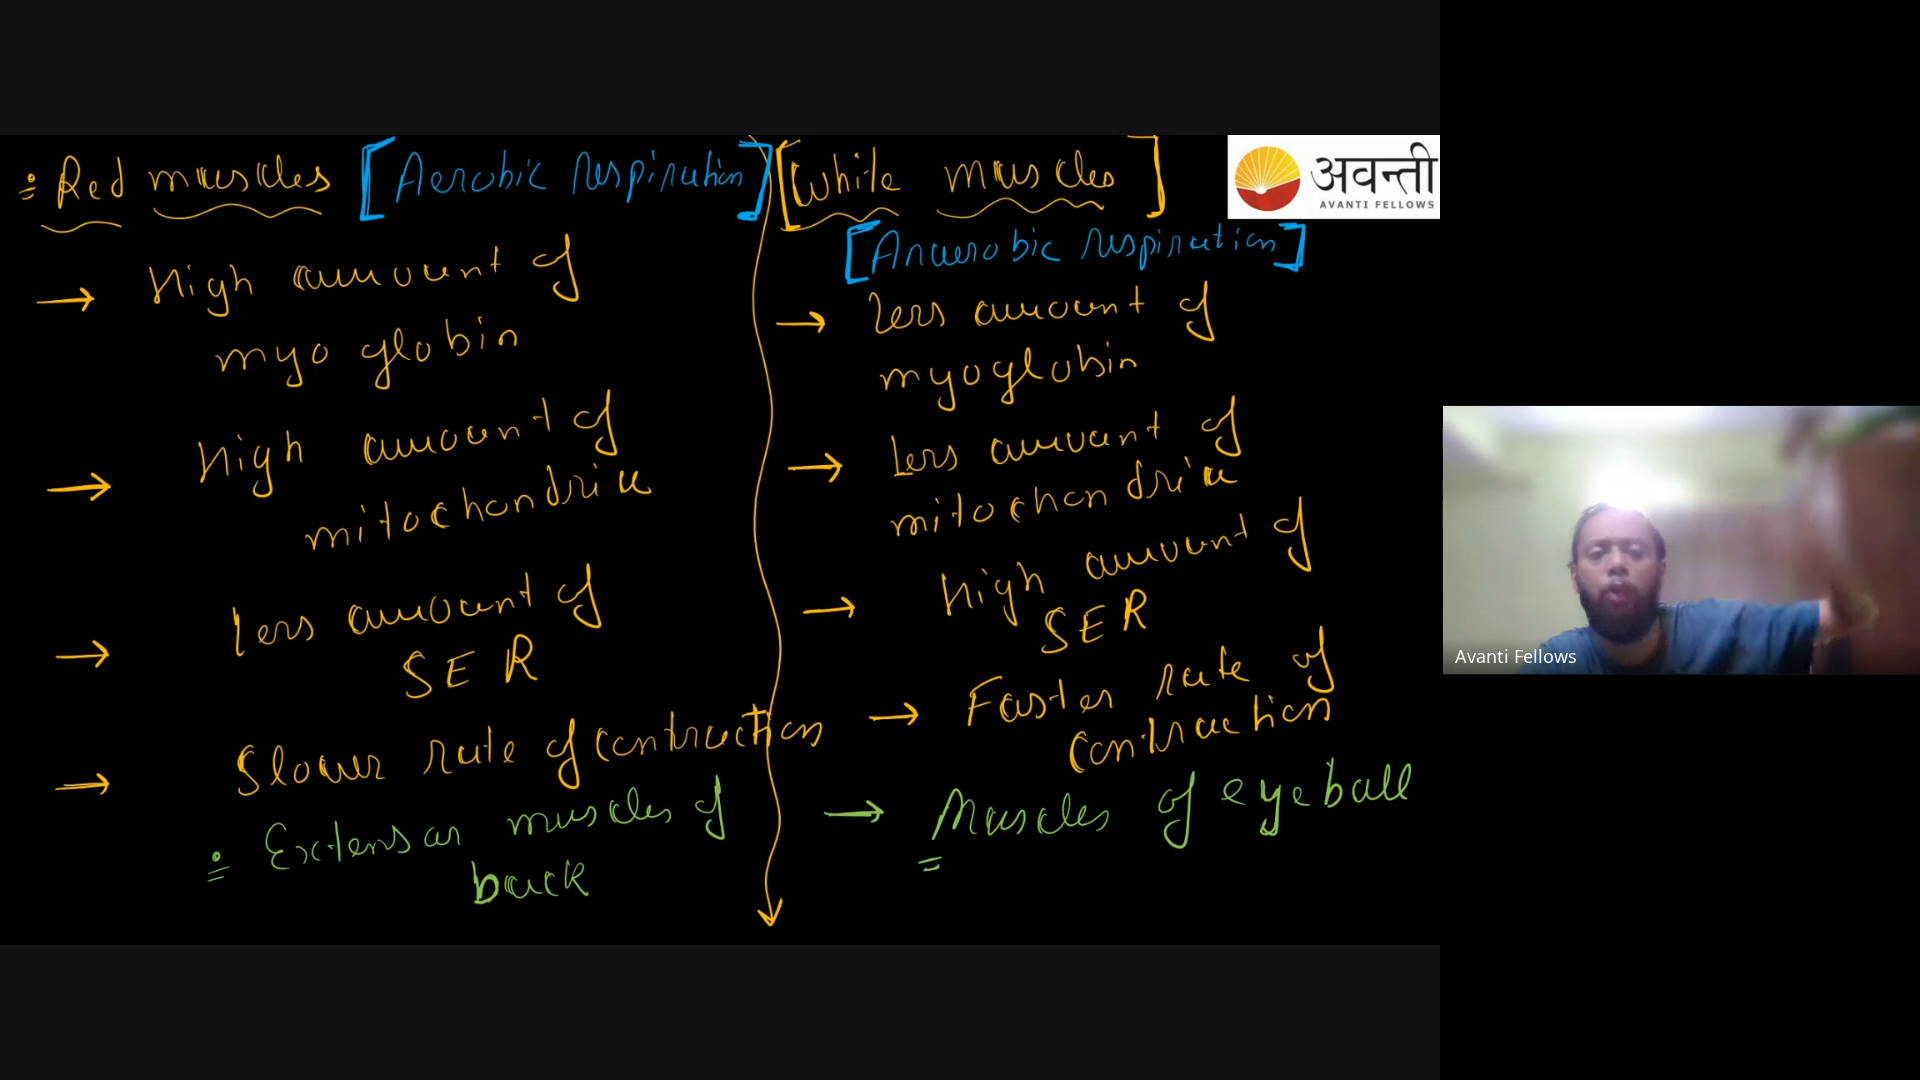 Red muscles [Aerobic respiration]
→ High amount of
myoglobin
→ High amount of
mitochondria
→ less amount of
SER
→ Slower rate of contraction
Extensor muscles of
back
[White muscles]
[Anaerobic respiration]
→ less amount of
myoglobin
→ Less amount of
mitochondria
→ High amount of
SER
→ Faster rate of
contraction
→ Muscles of eyeball
अवन्ती
AVANTI FELLOWS
Avanti Fellows